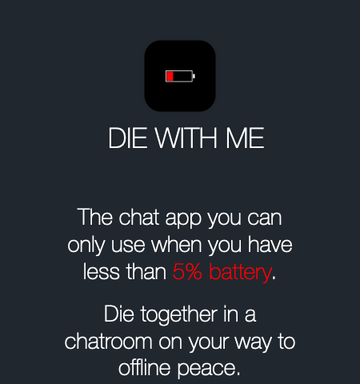 DIE WITH ME
The chat app you can
only use when you have
less than 5% battery.
Die together in a
chatroom on your way to
offline peace.